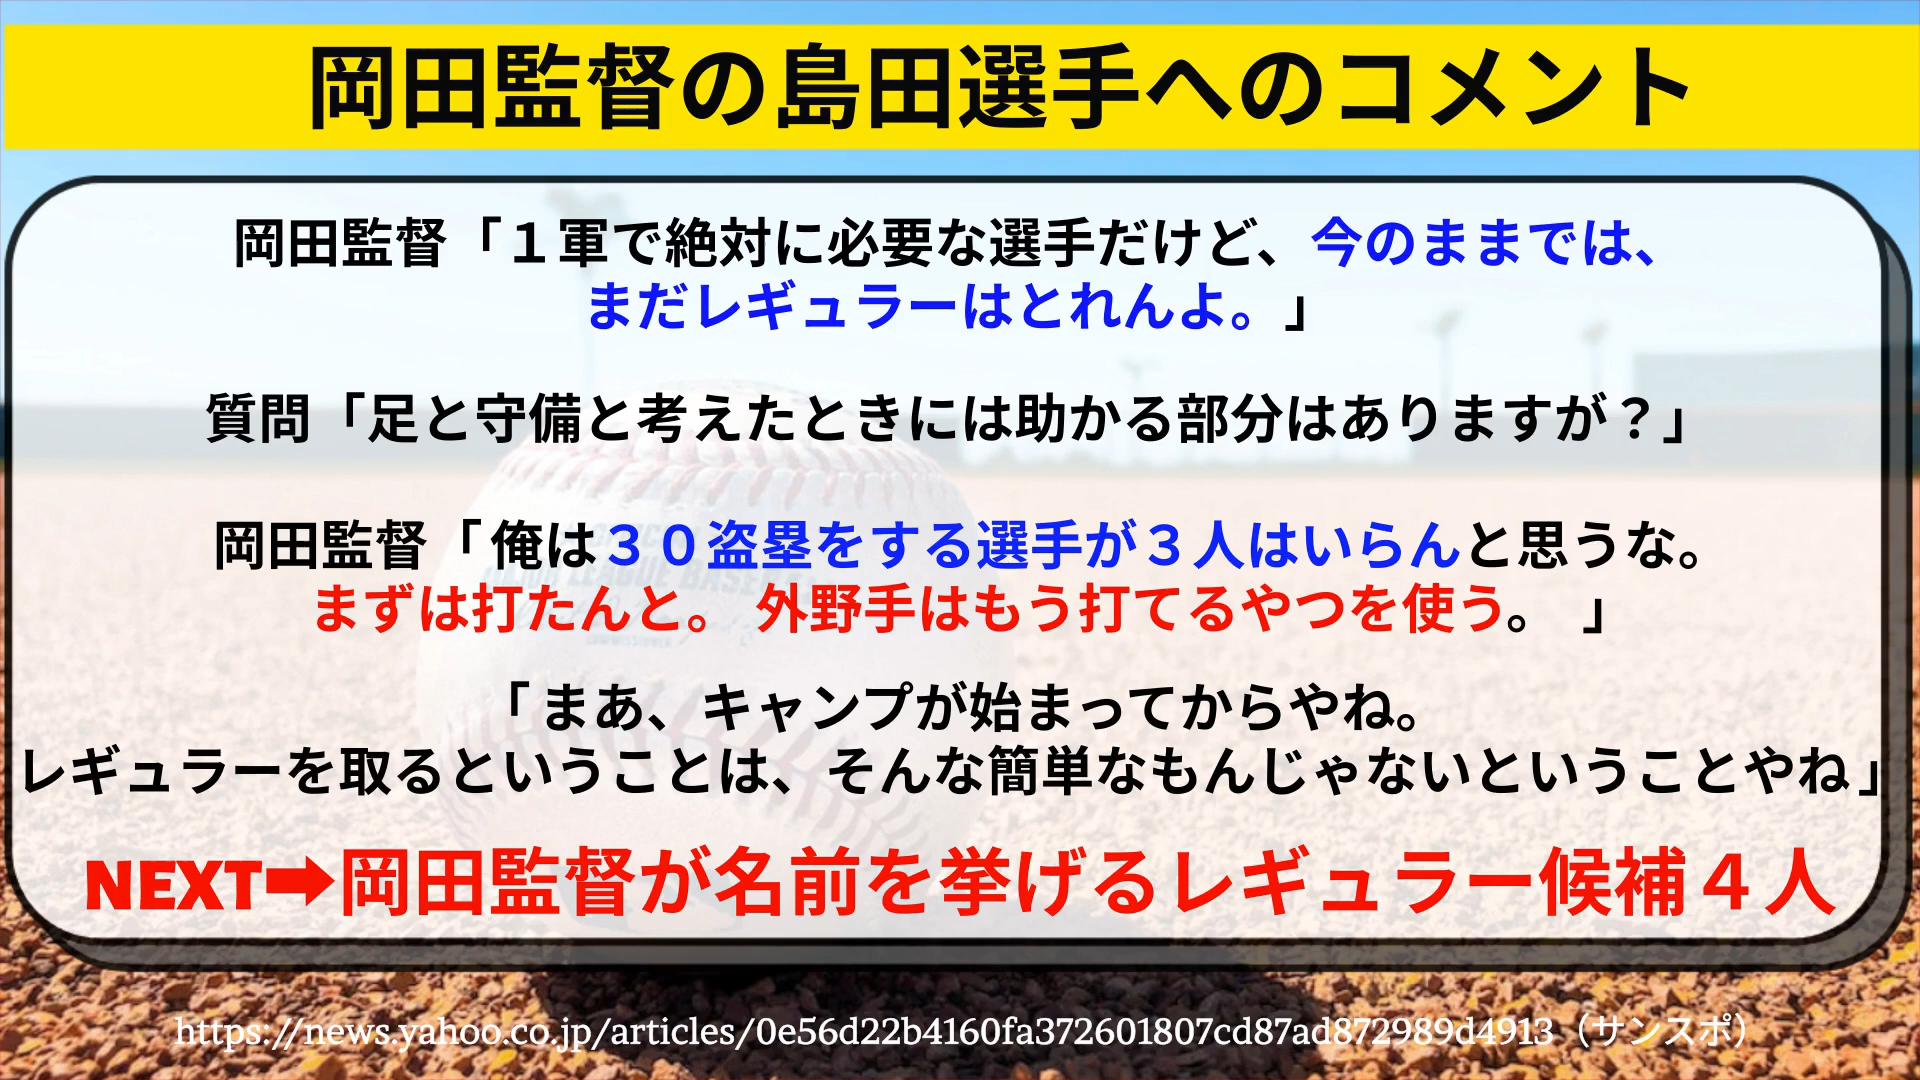 岡田監督の島田選手へのコメント
岡田監督「１軍で絶対に必要な選手だけど、今のままでは、
まだレギュラーはとれんよ。」
質問「足と守備と考えたときには助かる部分はありますが？」
岡田監督「俺は３０盗塁をする選手が３人はいらんと思うな。
まずは打たんと。 外野手はもう打てるやつを使う。 」
「まあ、キャンプが始まってからやね。
レギュラーを取るということは、そんな簡単なもんじゃないということやね」
NEXT➡岡田監督が名前を挙げるレギュラー候補４人
https://news.yahoo.co.jp/articles/0e56d22b4160fa372601807cd87ad872989d4913（サンスポ）